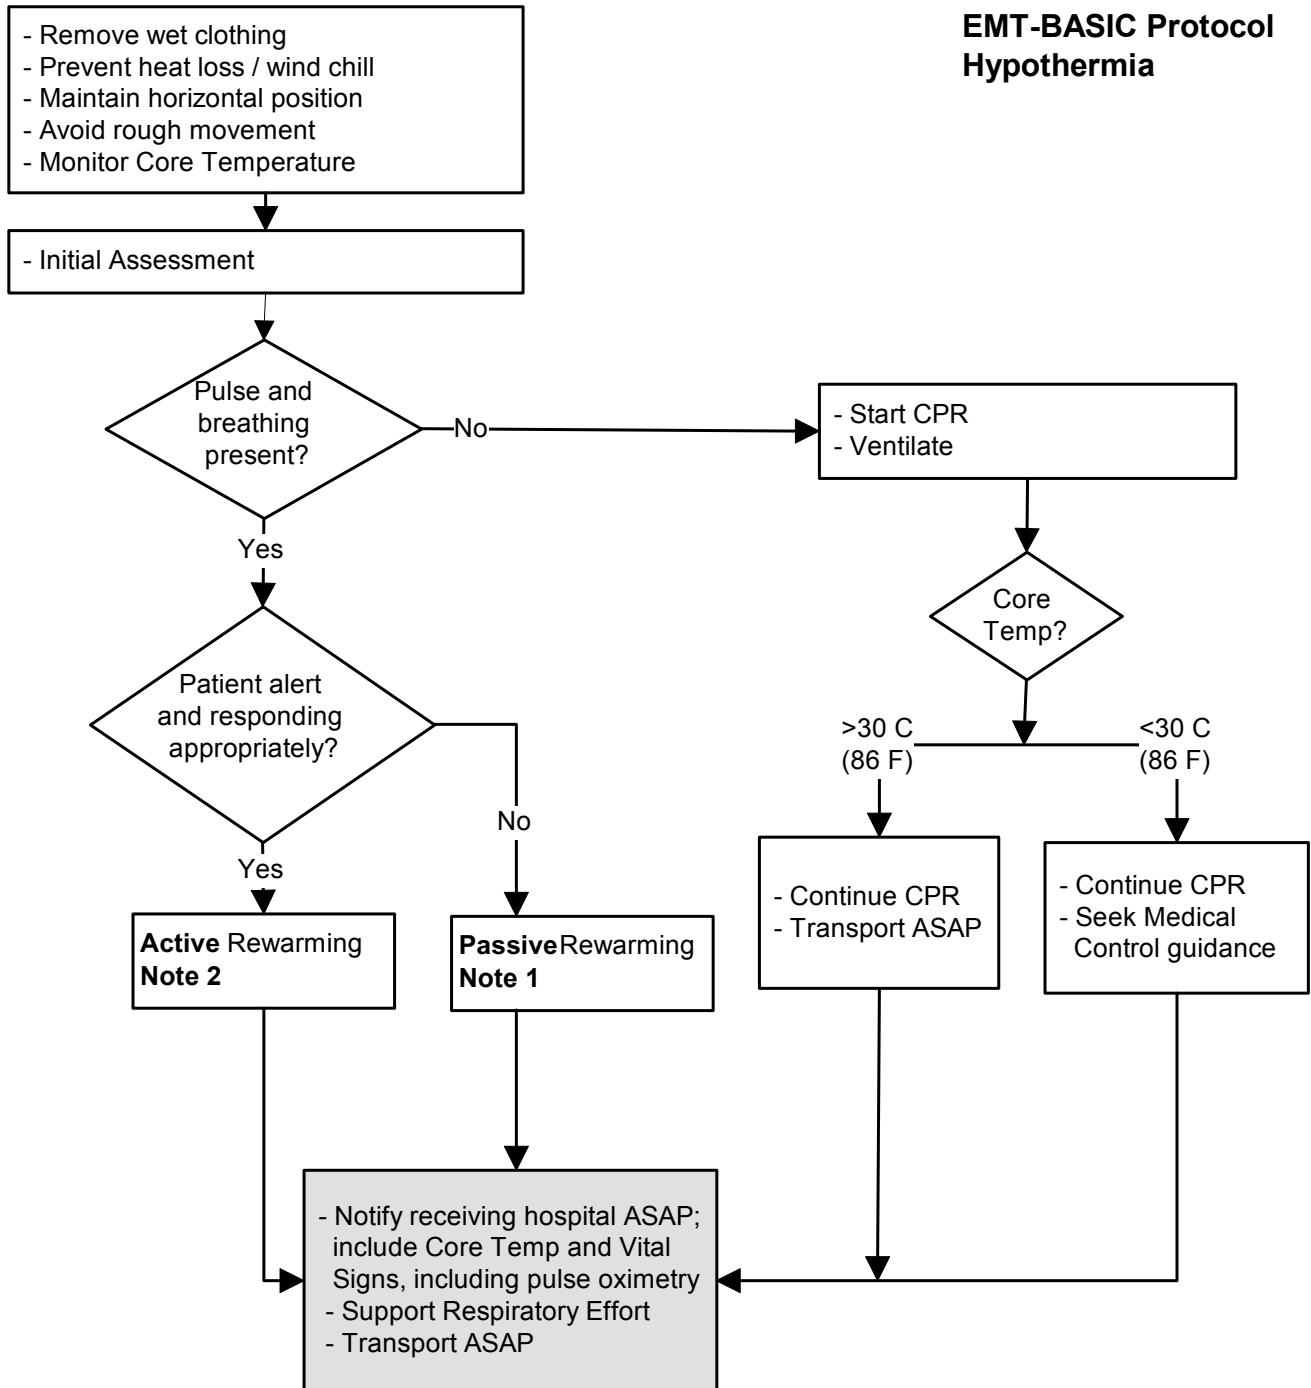 EMT-BASIC Protocol
Hypothermia
- Remove wet clothing
- Prevent heat loss / wind chill
- Maintain horizontal position
- Avoid rough movement
- Monitor Core Temperature
- Initial Assessment
Pulse and
breathing
present?
No
- Start CPR
- Ventilate
Yes
Core
Temp?
Patient alert
and responding
appropriately?
>30 C
(86 F)
<30 C
(86 F)
No
Yes
- Continue CPR
- Transport ASAP
- Continue CPR
- Seek Medical
Control guidance
Active Rewarming
Note 2
Passive Rewarming
Note 1
- Notify receiving hospital ASAP;
include Core Temp and Vital
Signs, including pulse oximetry
- Support Respiratory Effort
- Transport ASAP